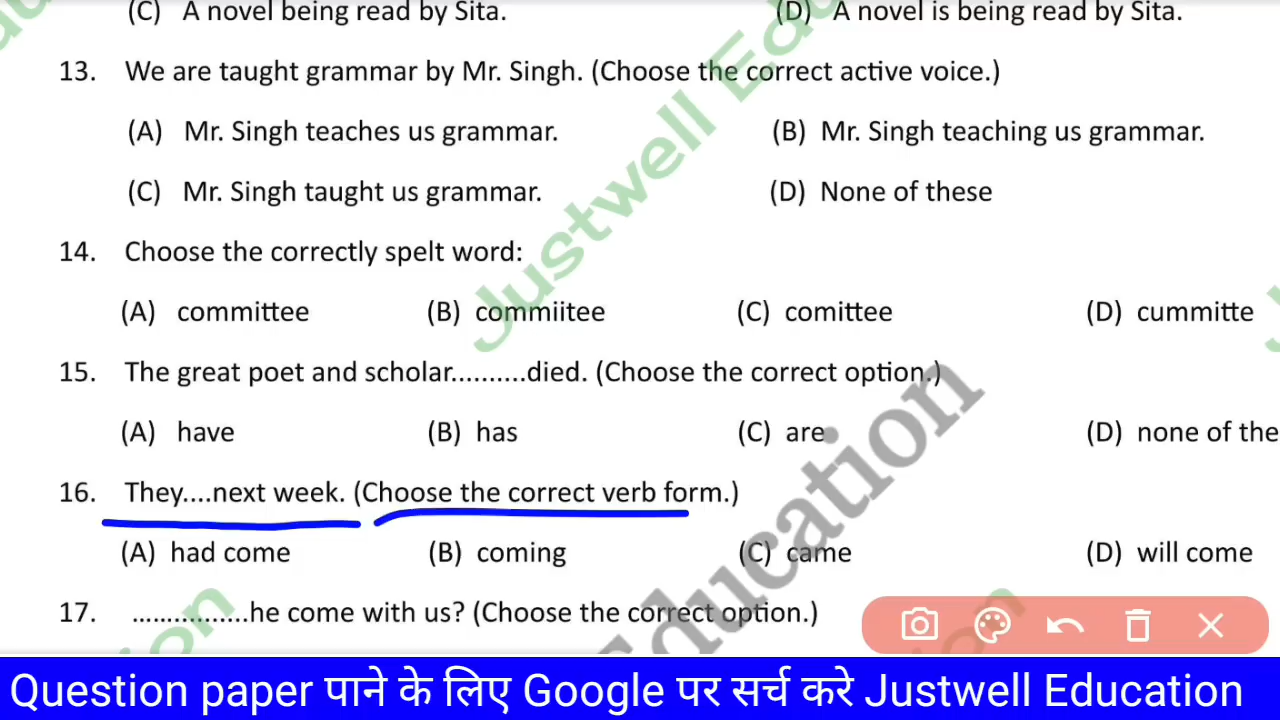 (C) A novel being read by Sita. (D) A novel is being read by Sita.
13. We are taught grammar by Mr. Singh. (Choose the correct active voice.)
(A) Mr. Singh teaches us grammar. (B) Mr. Singh teaching us grammar.
(C) Mr. Singh taught us grammar. (D) None of these
14. Choose the correctly spelt word:
(A) committee (B) commiitee (C) comittee (D) cummitte
15. The great poet and scholar..........died. (Choose the correct option.)
(A) have (B) has (C) are (D) none of the
16. They....next week. (Choose the correct verb form.)
(A) had come (B) coming (C) came (D) will come
17. ...............he come with us? (Choose the correct option.)
Justwell Education
Question paper पाने के लिए Google पर सर्च करे Justwell Education